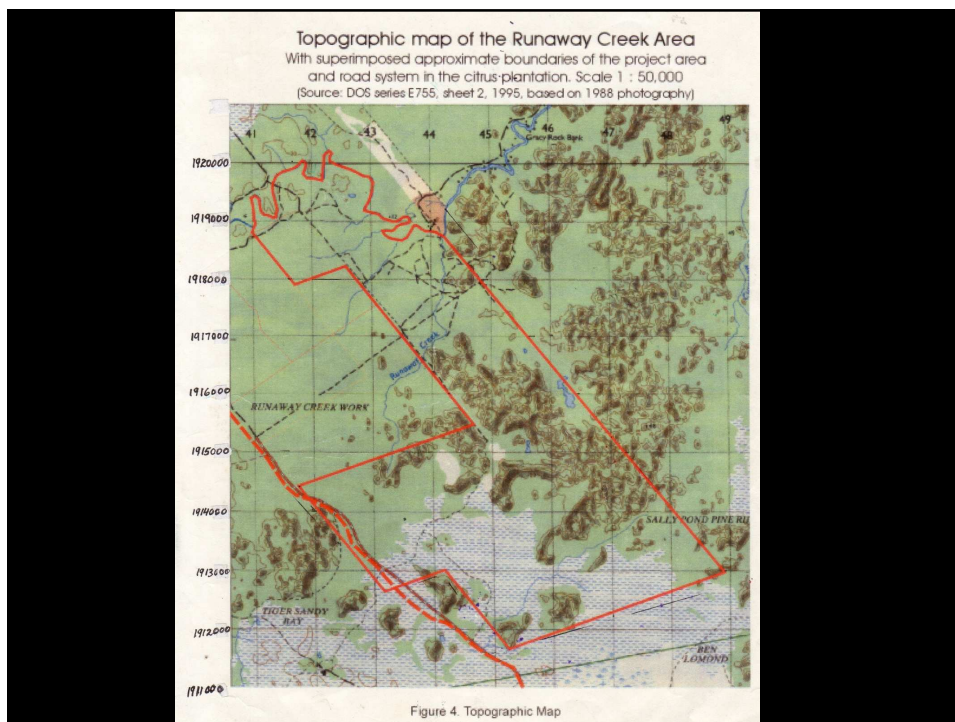 Topographic map of the Runaway Creek Area
With superimposed approximate boundaries of the project area
and road system in the citrus plantation. Scale 1 : 50,000
(Source: DOS series E755, sheet 2, 1995, based on 1988 photography)
41 42 43 44 45 46 47 48 49
Gracy Rock Bank
1920000
1919000
1918000
1917000
Runaway Creek
1916000
RUNAWAY CREEK WORK
1915000
1914000
SALLY POND PINE RI
1913000
TIGER SANDY
BAY
1912000
BEN
LOMOND
1911000
Figure 4. Topographic Map